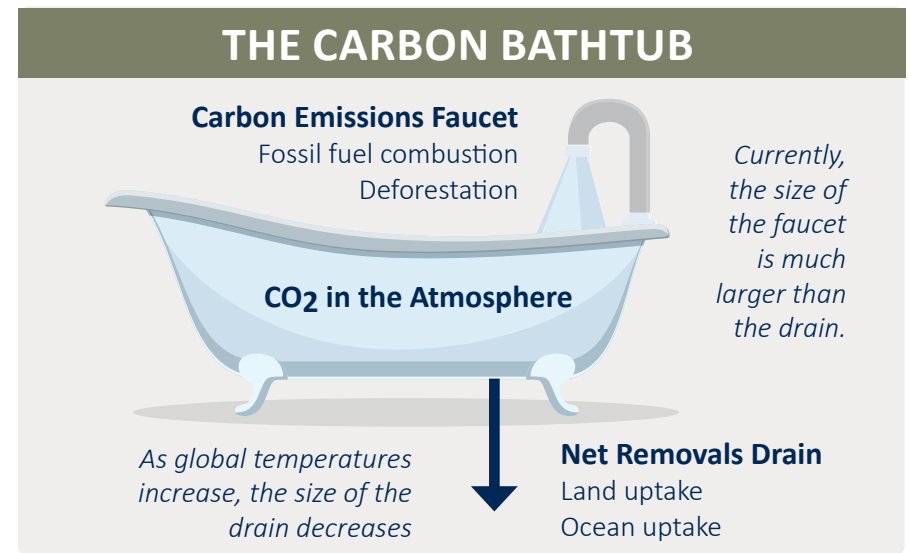 THE CARBON BATHTUB
Carbon Emissions Faucet
Fossil fuel combustion
Deforestation
Currently,
the size of
the faucet
is much
larger than
the drain.
CO2 in the Atmosphere
As global temperatures
increase, the size of the
drain decreases
Net Removals Drain
Land uptake
Ocean uptake